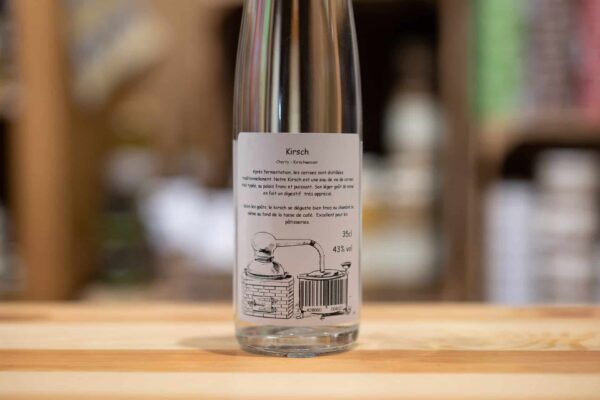 Kirsch
Cherry - Kirschwasser
Après fermentation, les cerises sont distillées
traditionnellement. Notre Kirsch est une eau de vie de cerises
typée, au palais franc et puissant. Son léger goût de noyau
en fait un digestif très apprécié.
les goûts, le kirsch se déguste bien frais ou chambré ou
même au fond de la tasse de café. Excellent pour les
pâtisseries.
35cl
43% vol